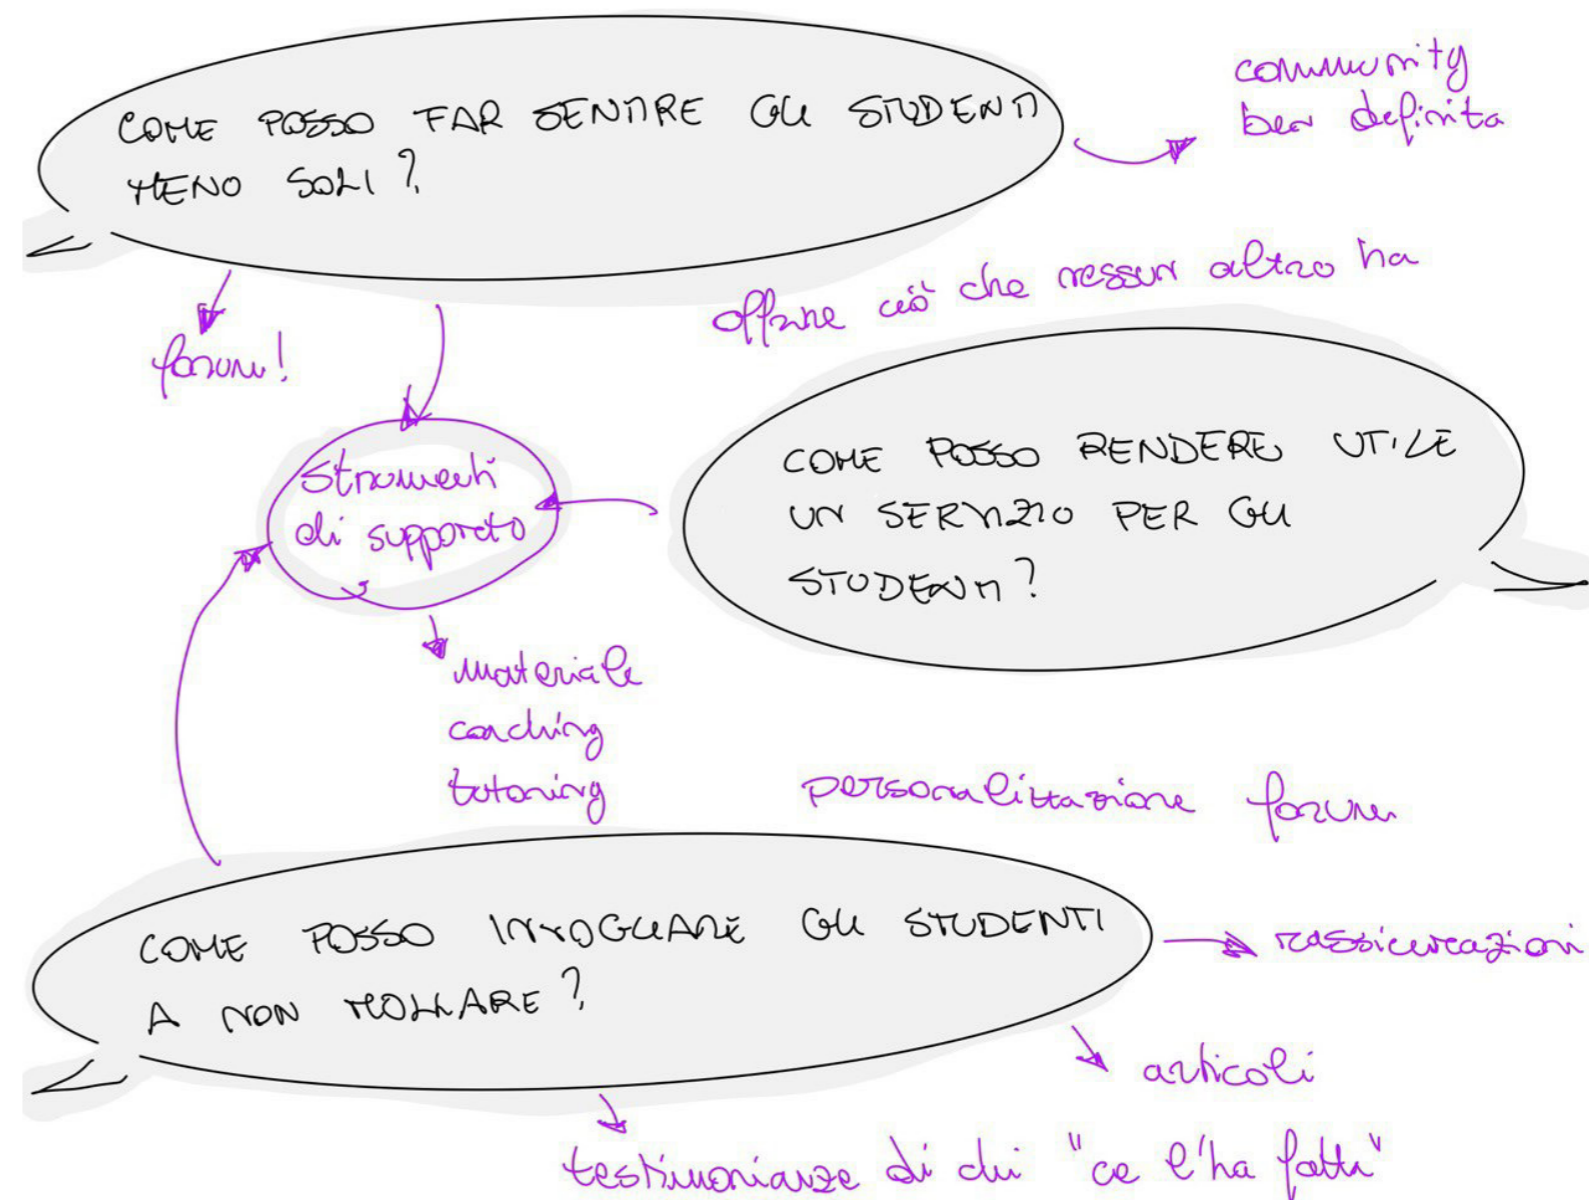 COME POSSO FAR SENTIRE GLI STUDENTI
MENO SOLI?
community
ben definita
forum!
offrire ciò che nessun altro ha
strumenti
di supporto
COME POSSO RENDERE UTILE
UN SERVIZIO PER GLI
STUDENTI?
materiale
coaching
tutoring
personalizzazione forum
COME POSSO INVOGLIARE GLI STUDENTI
A NON MOLLARE?
rassicurazioni
articoli
testimonianze di chi "ce l'ha fatta"